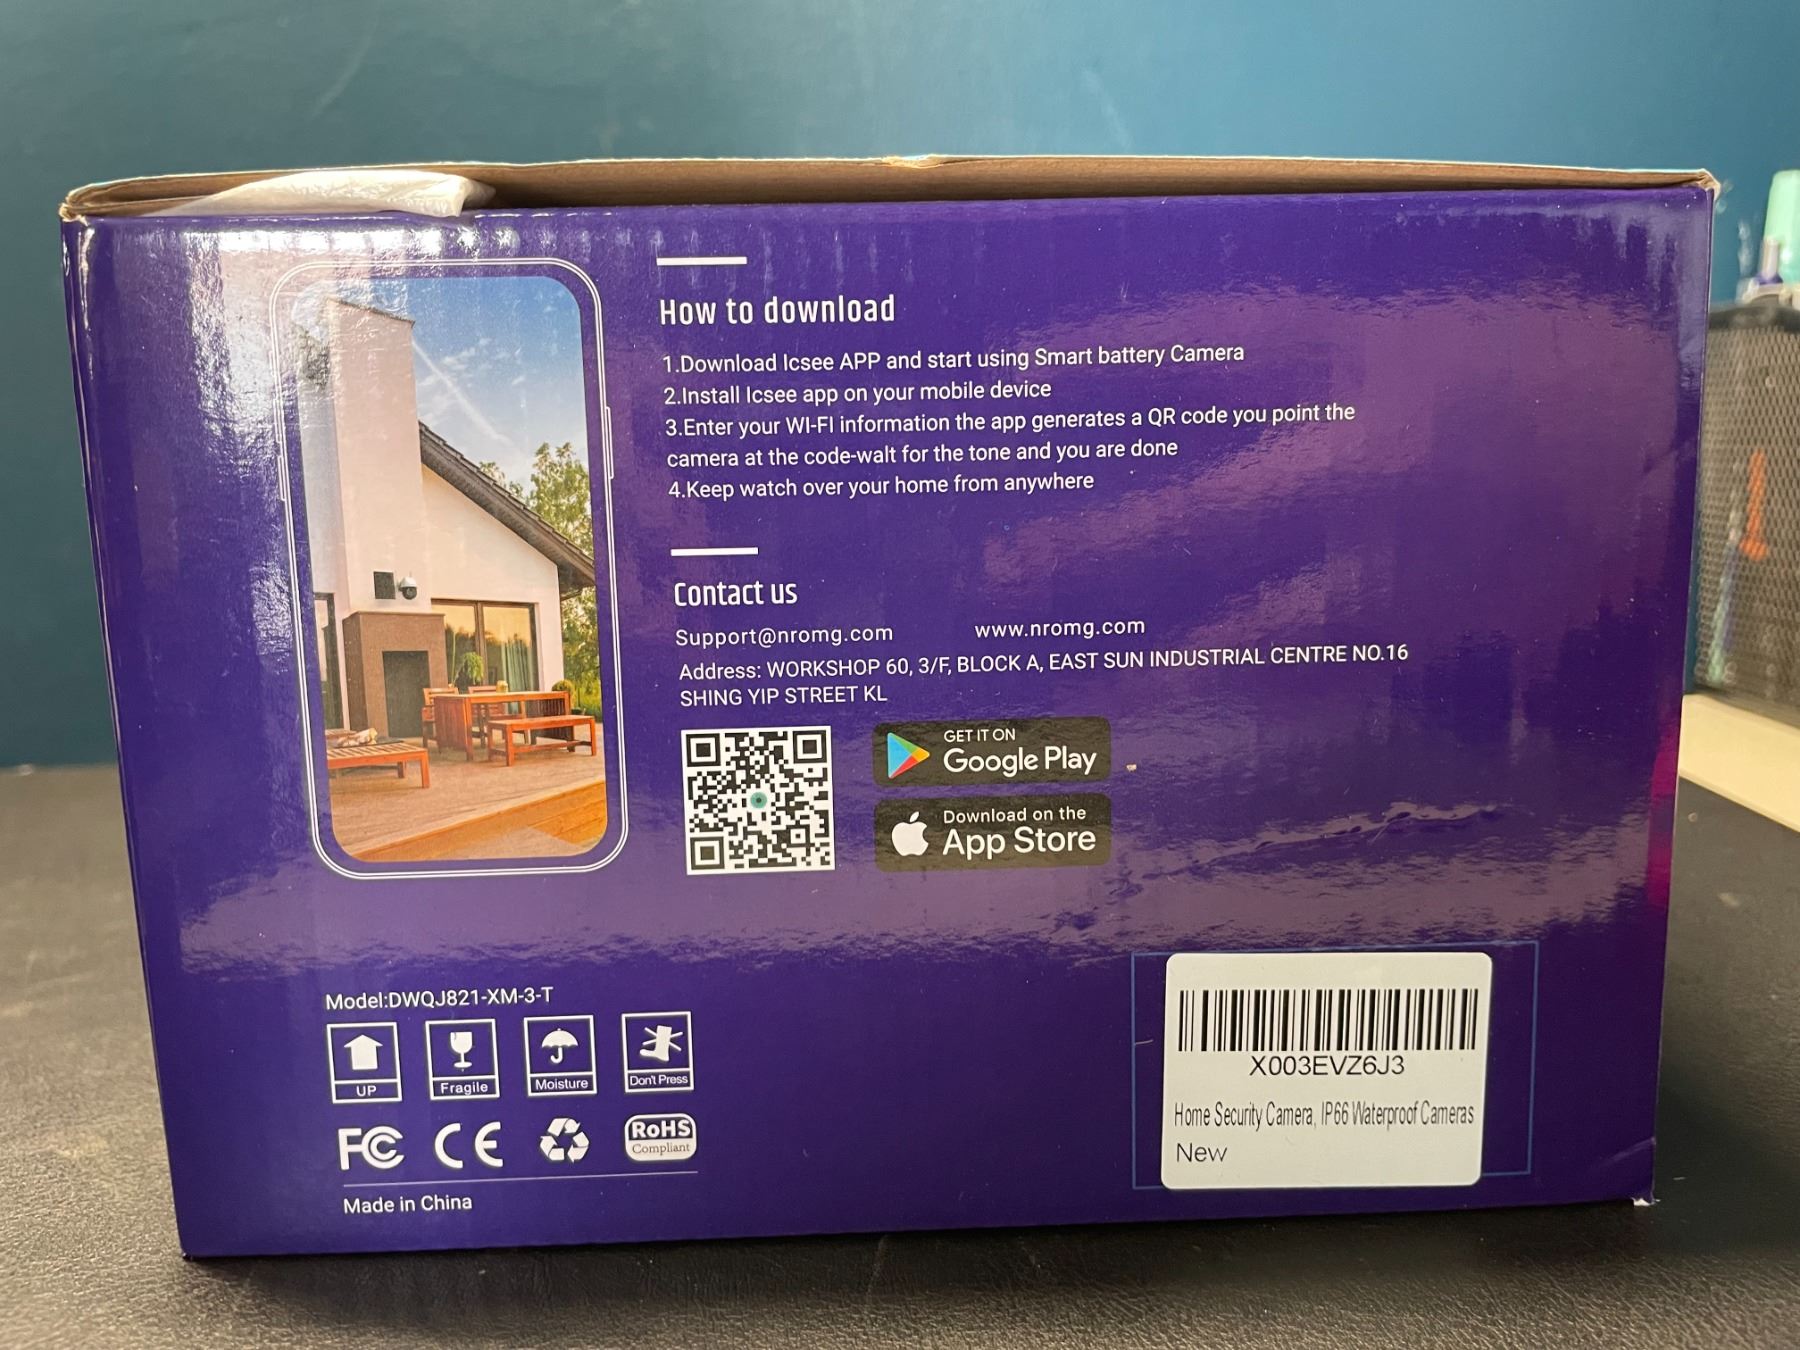 How to download
1.Download Icsee APP and start using Smart battery Camera
2.Install Icsee app on your mobile device
3.Enter your WI-FI information the app generates a QR code you point the
camera at the code-walt for the tone and you are done
4.Keep watch over your home from anywhere
Contact us
Support@nromg.com
www.nromg.com
Address: WORKSHOP 60, 3/F, BLOCK A, EAST SUN INDUSTRIAL CENTRE NO.16
SHING YIP STREET KL
GET IT ON
Google Play
Download on the
App Store
Model:DWQJ821-XM-3-T
UP
Fragile
Moisture
Don't Press
FC
CE
RoHS
Compliant
Made in China
X003EVZ6J3
Home Security Camera, IP66 Waterproof Cameras
New